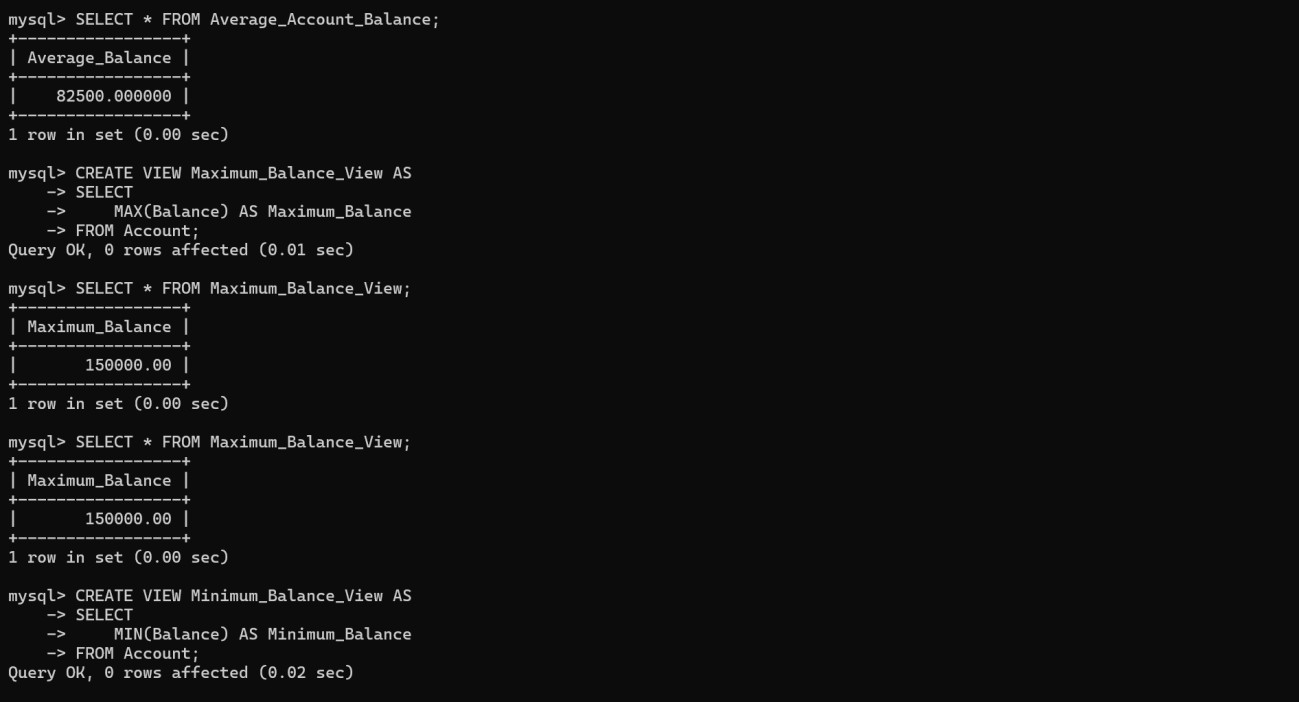 mysql> SELECT * FROM Average_Account_Balance;
+-----------------+
| Average_Balance |
+-----------------+
|    82500.000000 |
+-----------------+
1 row in set (0.00 sec)

mysql> CREATE VIEW Maximum_Balance_View AS
    -> SELECT
    ->     MAX(Balance) AS Maximum_Balance
    -> FROM Account;
Query OK, 0 rows affected (0.01 sec)

mysql> SELECT * FROM Maximum_Balance_View;
+-----------------+
| Maximum_Balance |
+-----------------+
|       150000.00 |
+-----------------+
1 row in set (0.00 sec)

mysql> SELECT * FROM Maximum_Balance_View;
+-----------------+
| Maximum_Balance |
+-----------------+
|       150000.00 |
+-----------------+
1 row in set (0.00 sec)

mysql> CREATE VIEW Minimum_Balance_View AS
    -> SELECT
    ->     MIN(Balance) AS Minimum_Balance
    -> FROM Account;
Query OK, 0 rows affected (0.02 sec)